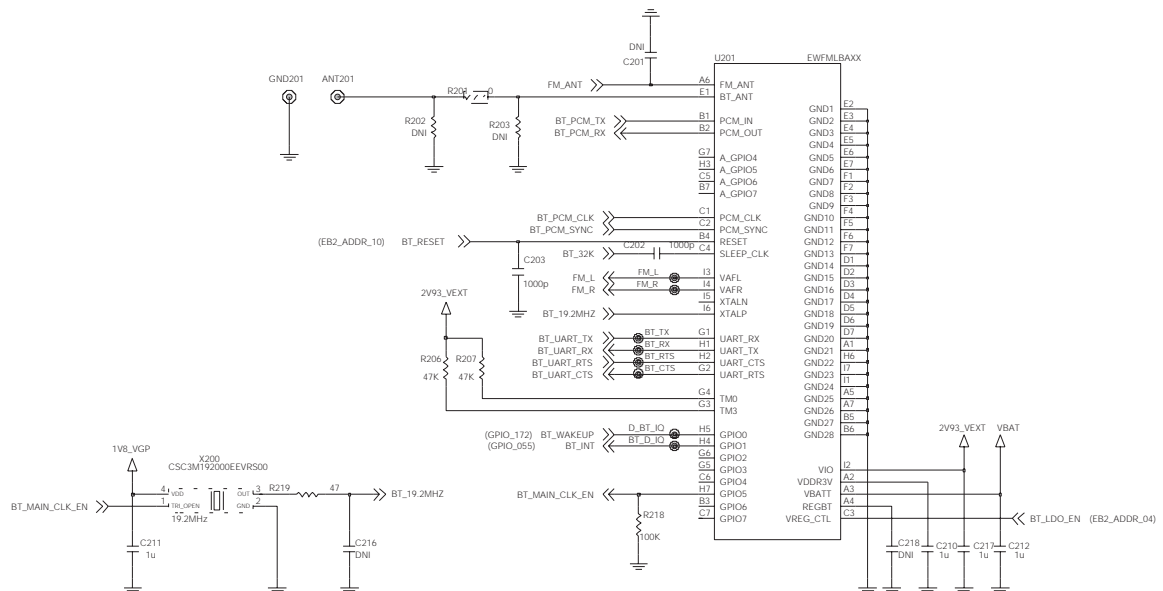 DNI
C201
U201 EWFMLBAXX
GND201 ANT201
FM_ANT A6 FM_ANT
R201 0 E1 BT_ANT
R202
DNI
R203
DNI
BT_PCM_TX B1 PCM_IN
BT_PCM_RX B2 PCM_OUT
G7 A_GPIO4
H3 A_GPIO5
C5 A_GPIO6
B7 A_GPIO7
BT_PCM_CLK C1 PCM_CLK
BT_PCM_SYNC C2 PCM_SYNC
(EB2_ADDR_10) BT_RESET B4 RESET
BT_32K C202 1000p C4 SLEEP_CLK
C203
1000p
FM_L FM_L I3 VAFL
FM_R FM_R I4 VAFR
I5 XTALN
BT_19.2MHZ I6 XTALP
2V93_VEXT
BT_UART_TX BT_TX G1 UART_RX
BT_UART_RX BT_RX H1 UART_TX
BT_UART_RTS BT_RTS H2 UART_CTS
BT_UART_CTS BT_CTS G2 UART_RTS
R206
47K
R207
47K
G4 TM0
G3 TM3
(GPIO_172) BT_WAKEUP D_BT_IQ H5 GPIO0
(GPIO_055) BT_INT BT_D_IQ H4 GPIO1
G6 GPIO2
G5 GPIO3
C6 GPIO4
BT_MAIN_CLK_EN H7 GPIO5
B3 GPIO6
C7 GPIO7
R218
100K
GND1 E2
GND2 E3
GND3 E4
GND4 E5
GND5 E6
GND6 E7
GND7 F1
GND8 F2
GND9 F3
GND10 F4
GND11 F5
GND12 F6
GND13 F7
GND14 D1
GND15 D2
GND16 D3
GND17 D4
GND18 D5
GND19 D6
GND20 D7
GND21 A1
GND22 H6
GND23 I7
GND24 I1
GND25 A5
GND26 A7
GND27 B5
GND28 B6
2V93_VEXT VBAT
VIO I2
VDDR3V A2
VBATT A3
REGBT A4
VREG_CTL C3
BT_LDO_EN (EB2_ADDR_04)
C218
DNI
C210
1u
C217
1u
C212
1u
1V8_VGP
X200
CSC3M192000EEVRS00
4 VDD OUT 3
BT_MAIN_CLK_EN 1 TRI_OPEN GND 2
19.2MHz
R219 47 BT_19.2MHZ
C211
1u
C216
DNI